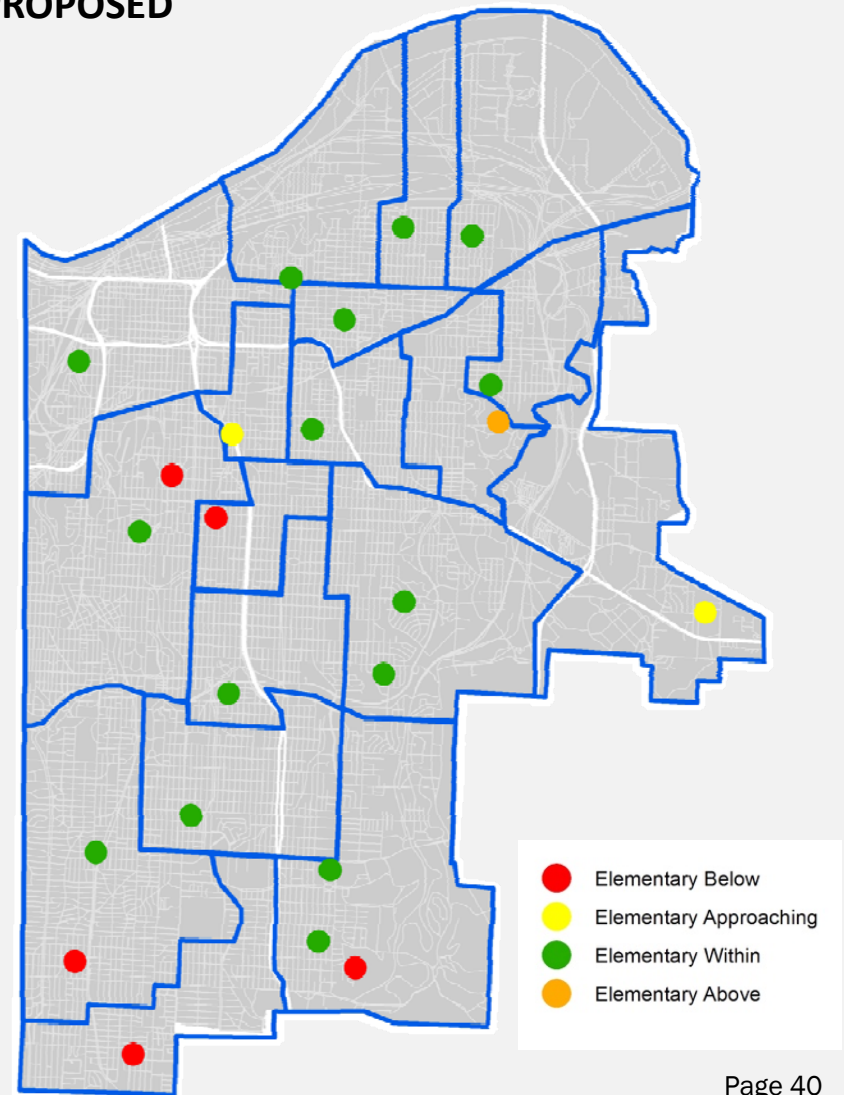 ROPOSED
Elementary Below
Elementary Approaching
Elementary Within
Elementary Above
Page 40